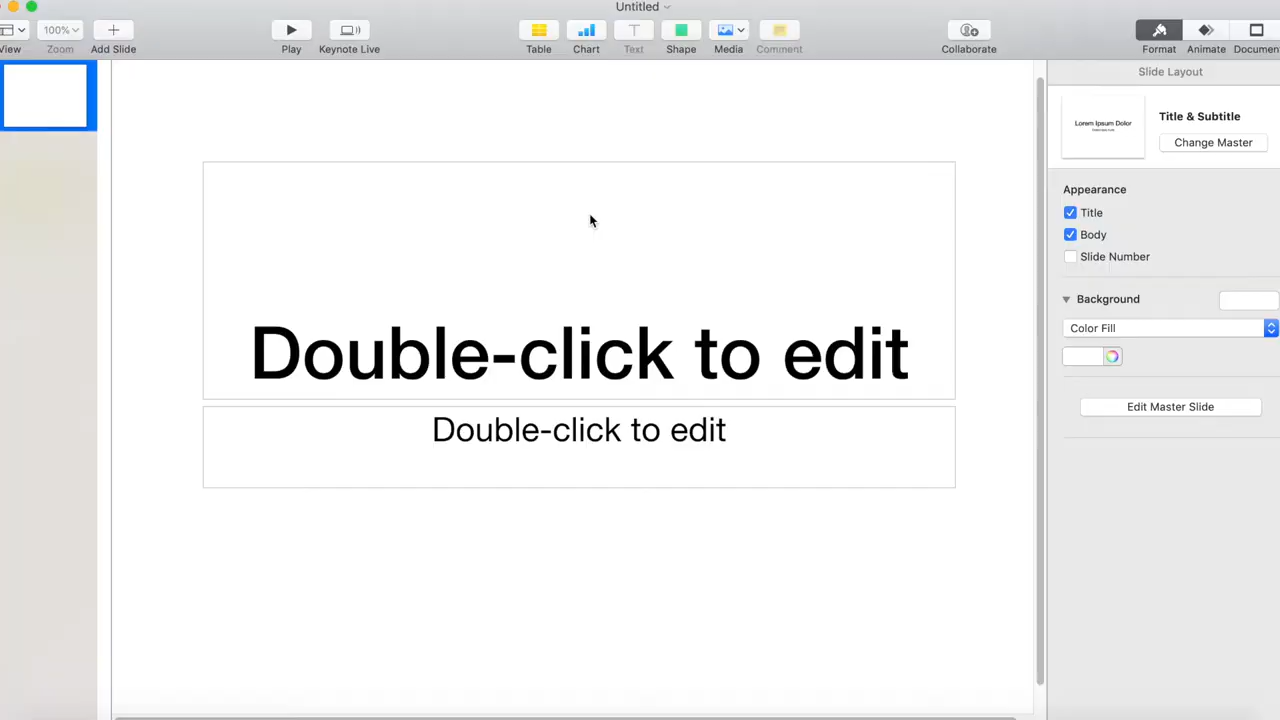 Untitled
View
100%
Zoom
Add Slide
Play
Keynote Live
Table
Chart
T
Text
Shape
Media
Comment
Collaborate
Format
Animate
Document
Slide Layout
Lorem Ipsum Dolor
Title & Subtitle
Change Master
Appearance
Title
Body
Slide Number
Background
Color Fill
Edit Master Slide
Double-click to edit
Double-click to edit